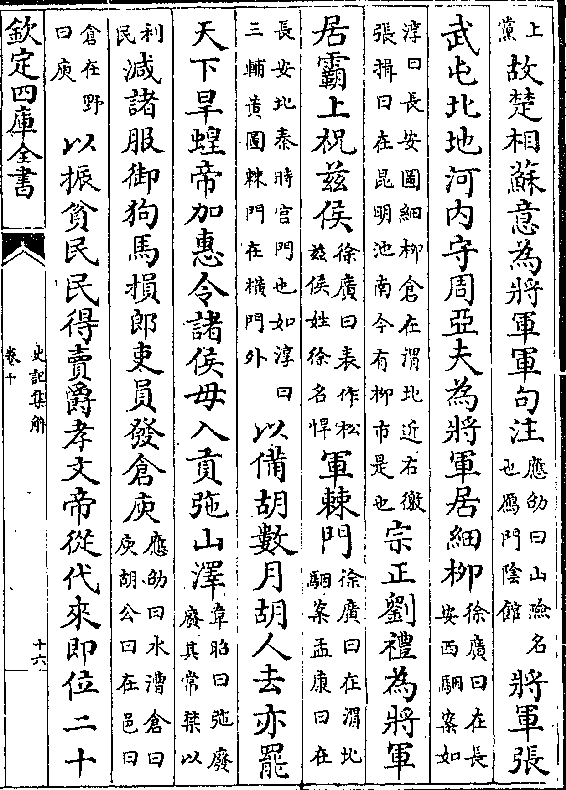 上
黨
故楚相蘇意為將軍軍句注
應劭曰山險名
也鴈門陰館
將軍張
武屯北地河内守周亞夫為將軍居細柳
徐廣曰在長
安西駰案如
淳曰長安圖細柳倉在渭北近右徼
張揖曰在昆明池南今有柳市是也
宗正劉禮為將軍
居霸上祝兹侯
徐廣曰表作松
兹侯姓徐名悍
軍棘門
徐廣曰在渭北
駰案孟康曰在
長安北秦時宫門也如淳曰
三輔黄圖棘門在横門外
以備胡數月胡人去亦罷
天下旱蝗帝加惠令諸侯毋入貢弛山澤
韋昭曰弛廢
廢其常禁以
利
民
減諸服御狗馬損郎吏員發倉庾
應劭曰水漕倉曰
庾胡公曰在邑曰
倉在野
曰庾
以振貧民民得賣爵孝文帝從代來即位二十
欽定四庫全書
史記集解
卷十
十六